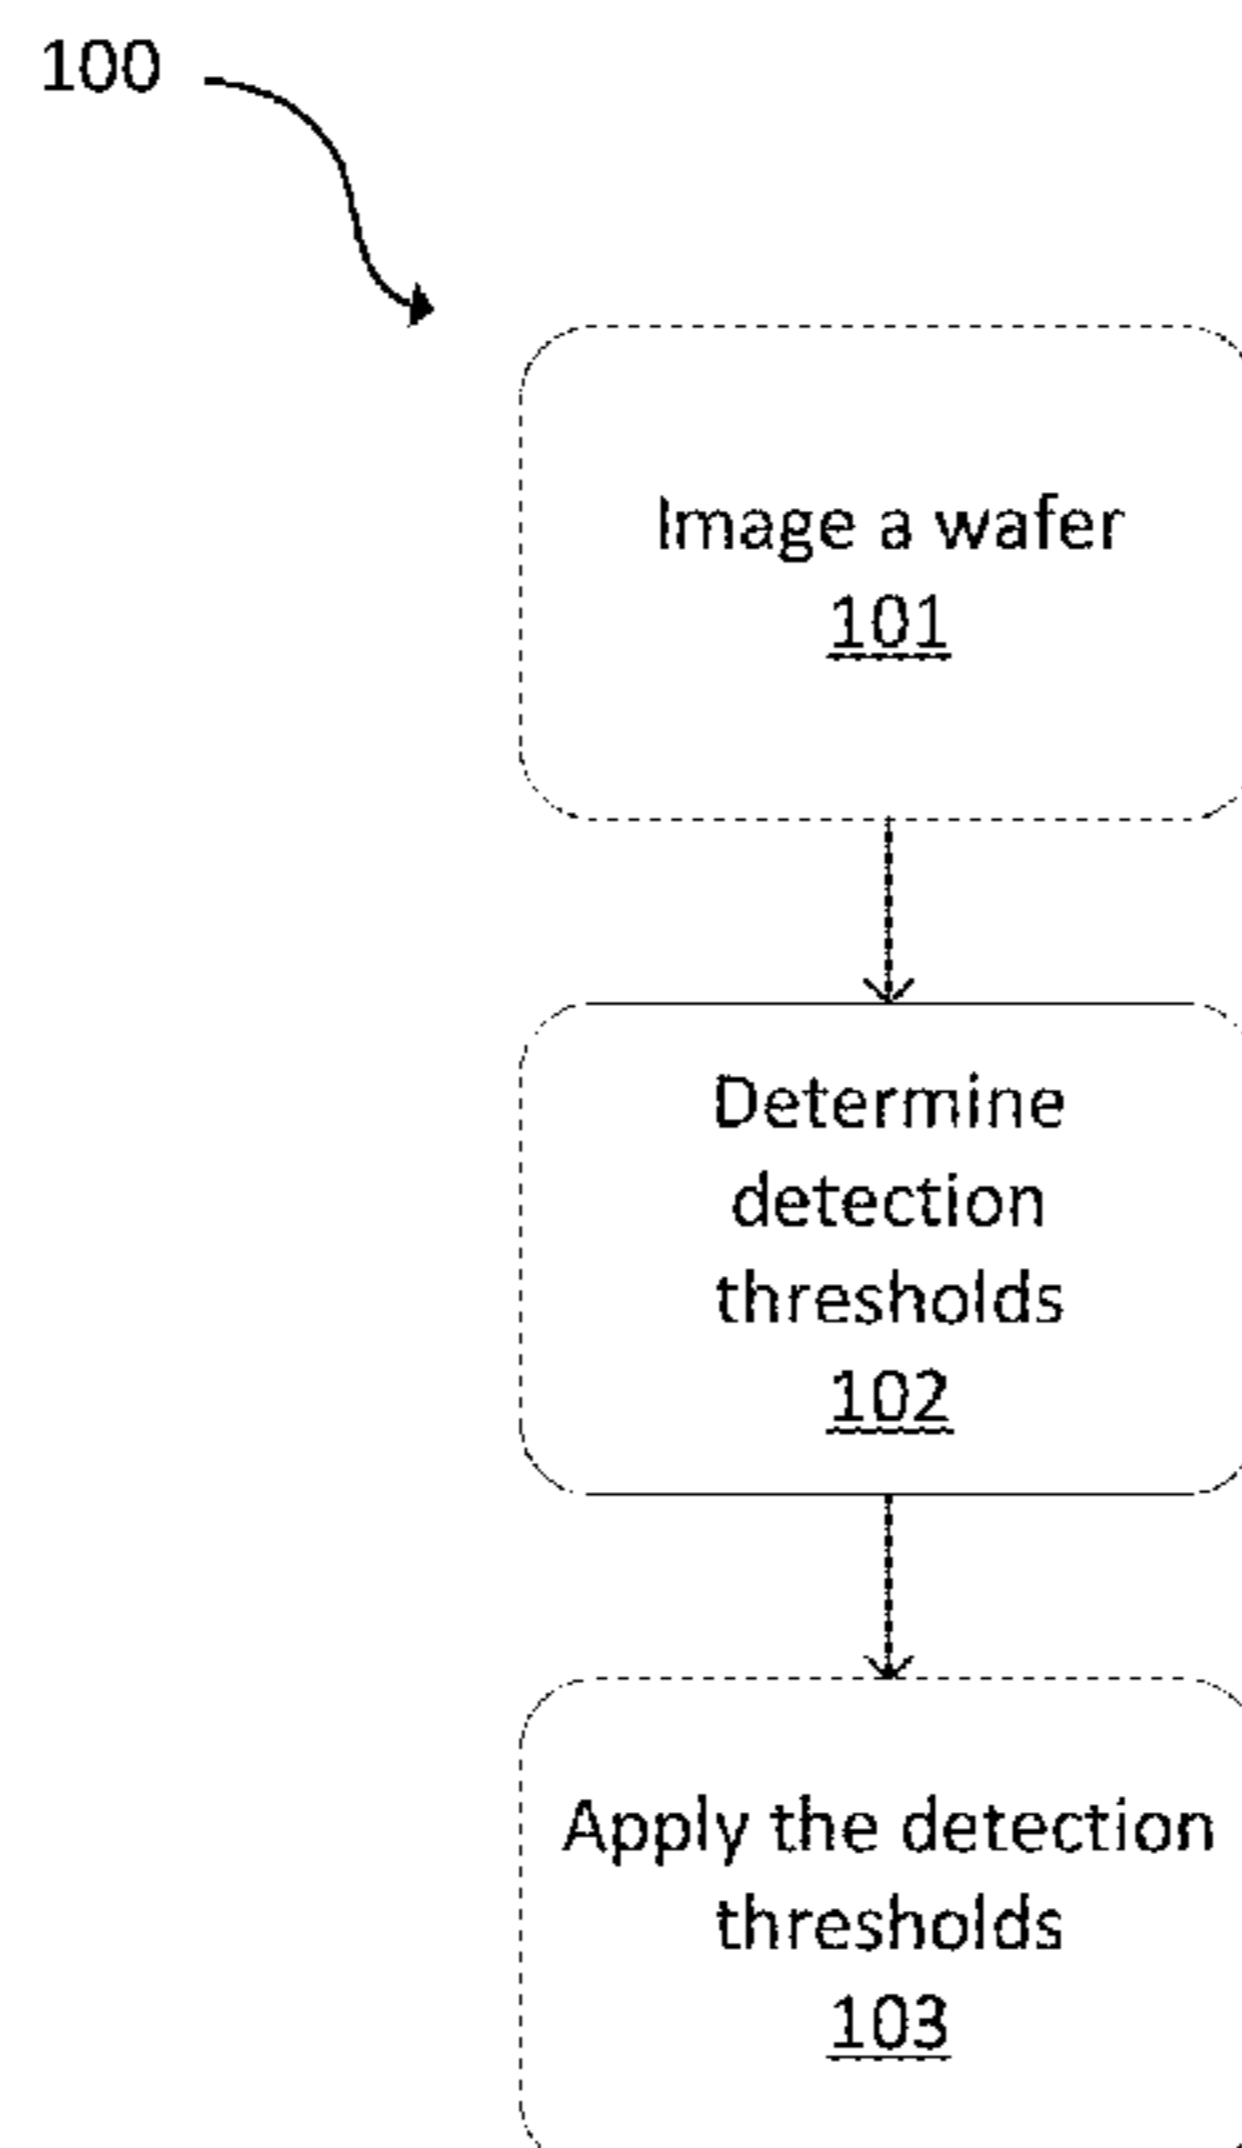 100
Image a wafer
101
Determine
detection
thresholds
102
Apply the detection
thresholds
103